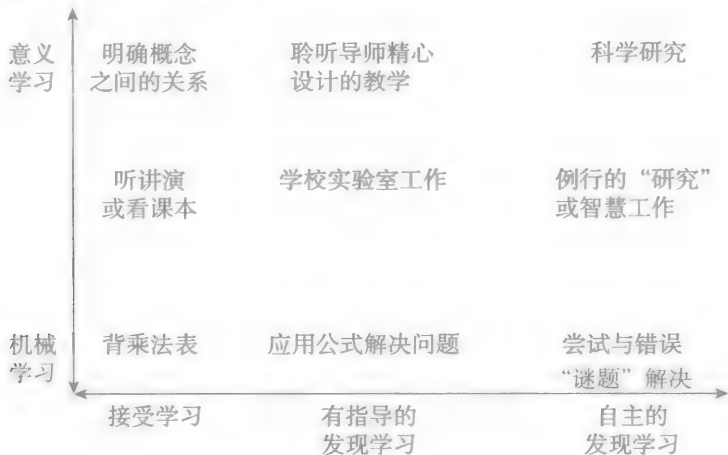 意义
学习
明确概念
之间的关系
聆听导师精心
设计的教学
科学研究
听讲演
或看课本
学校实验室工作
例行的“研究”
或智慧工作
机械
学习
背乘法表
应用公式解决问题
尝试与错误
“谜题”解决
接受学习
有指导的
发现学习
自主的
发现学习